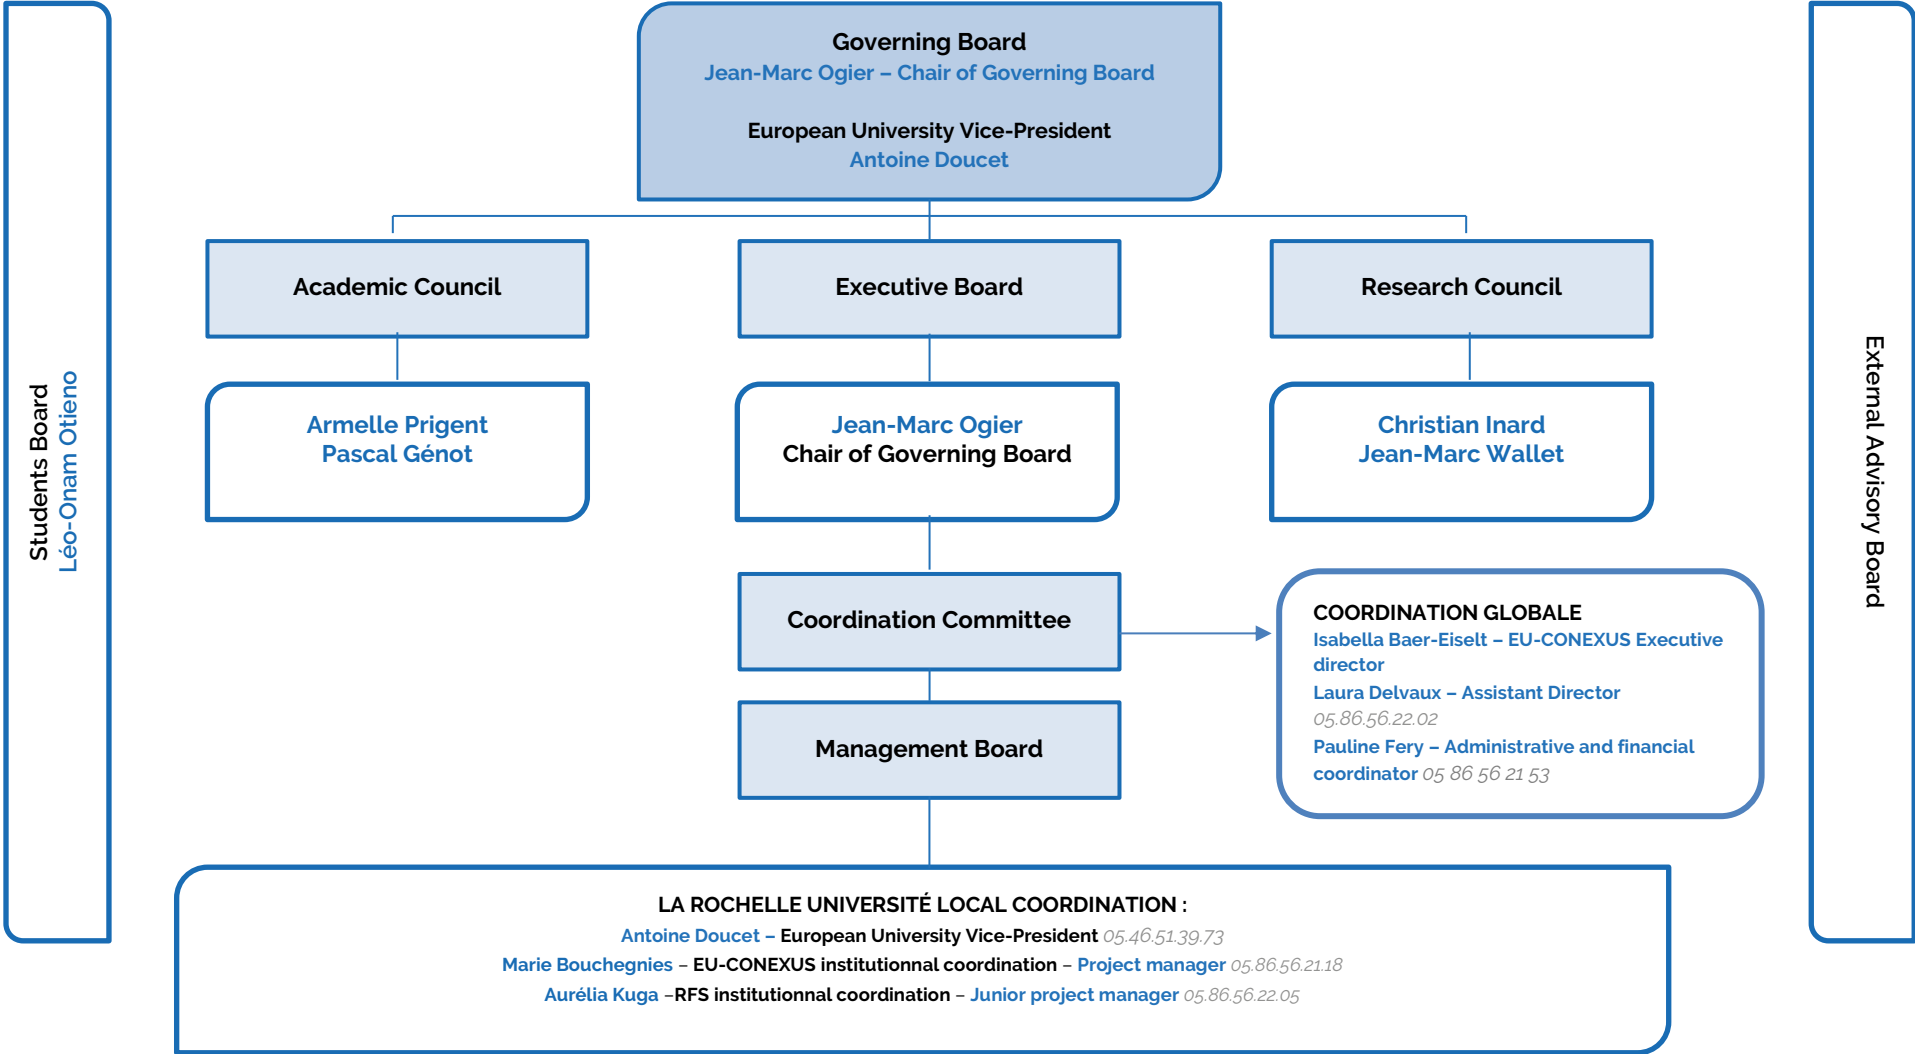 Governing Board
Jean-Marc Ogier – Chair of Governing Board
European University Vice-President
Antoine Doucet
Students Board
Léo-Onam Otieno
External Advisory Board
Academic Council
Executive Board
Research Council
Armelle Prigent
Pascal Génot
Jean-Marc Ogier
Chair of Governing Board
Christian Inard
Jean-Marc Wallet
Coordination Committee
COORDINATION GLOBALE
Isabella Baer-Eiselt – EU-CONEXUS Executive
director
Laura Delvaux – Assistant Director
05.86.56.22.02
Pauline Fery – Administrative and financial
coordinator 05 86 56 21 53
Management Board
LA ROCHELLE UNIVERSITÉ LOCAL COORDINATION :
Antoine Doucet – European University Vice-President 05.46.51.39.73
Marie Bouchegnies – EU-CONEXUS institutionnal coordination – Project manager 05.86.56.21.18
Aurélia Kuga –RFS institutionnal coordination – Junior project manager 05.86.56.22.05